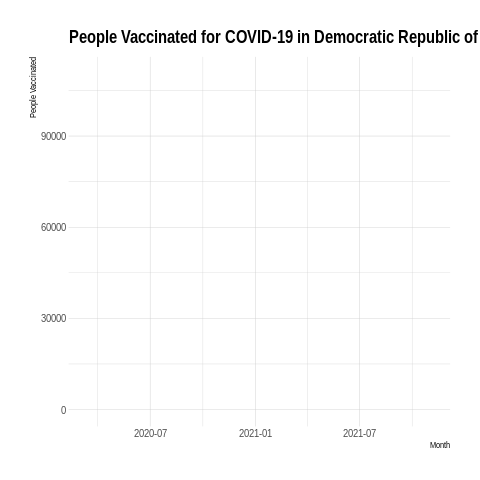 People Vaccinated for COVID-19 in Democratic Republic of
People Vaccinated
90000
60000
30000
0
2020-07 2021-01 2021-07
Month